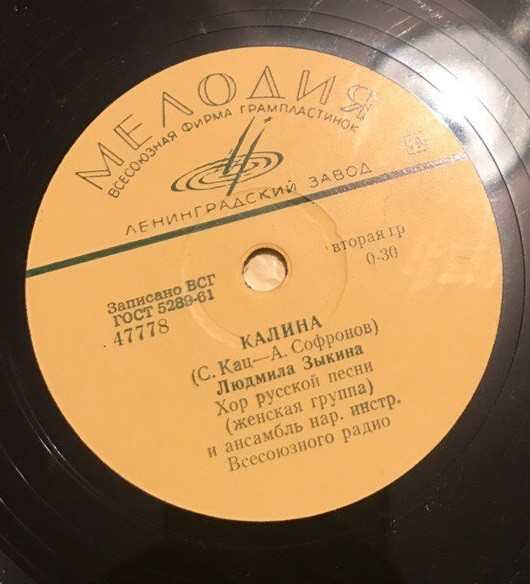 МЕЛОДИЯ
ВСЕСОЮЗНАЯ ФИРМА ГРАМПЛАСТИНОК
ЛЕНИНГРАДСКИЙ ЗАВОД
Записано ВСГ
ГОСТ 5289-61
47778
вторая гр
0-30
КАЛИНА
(С. Кац—А. Софронов)
Людмила Зыкина
Хор русской песни
(женская группа)
и ансамбль нар. инстр.
Всесоюзного радио